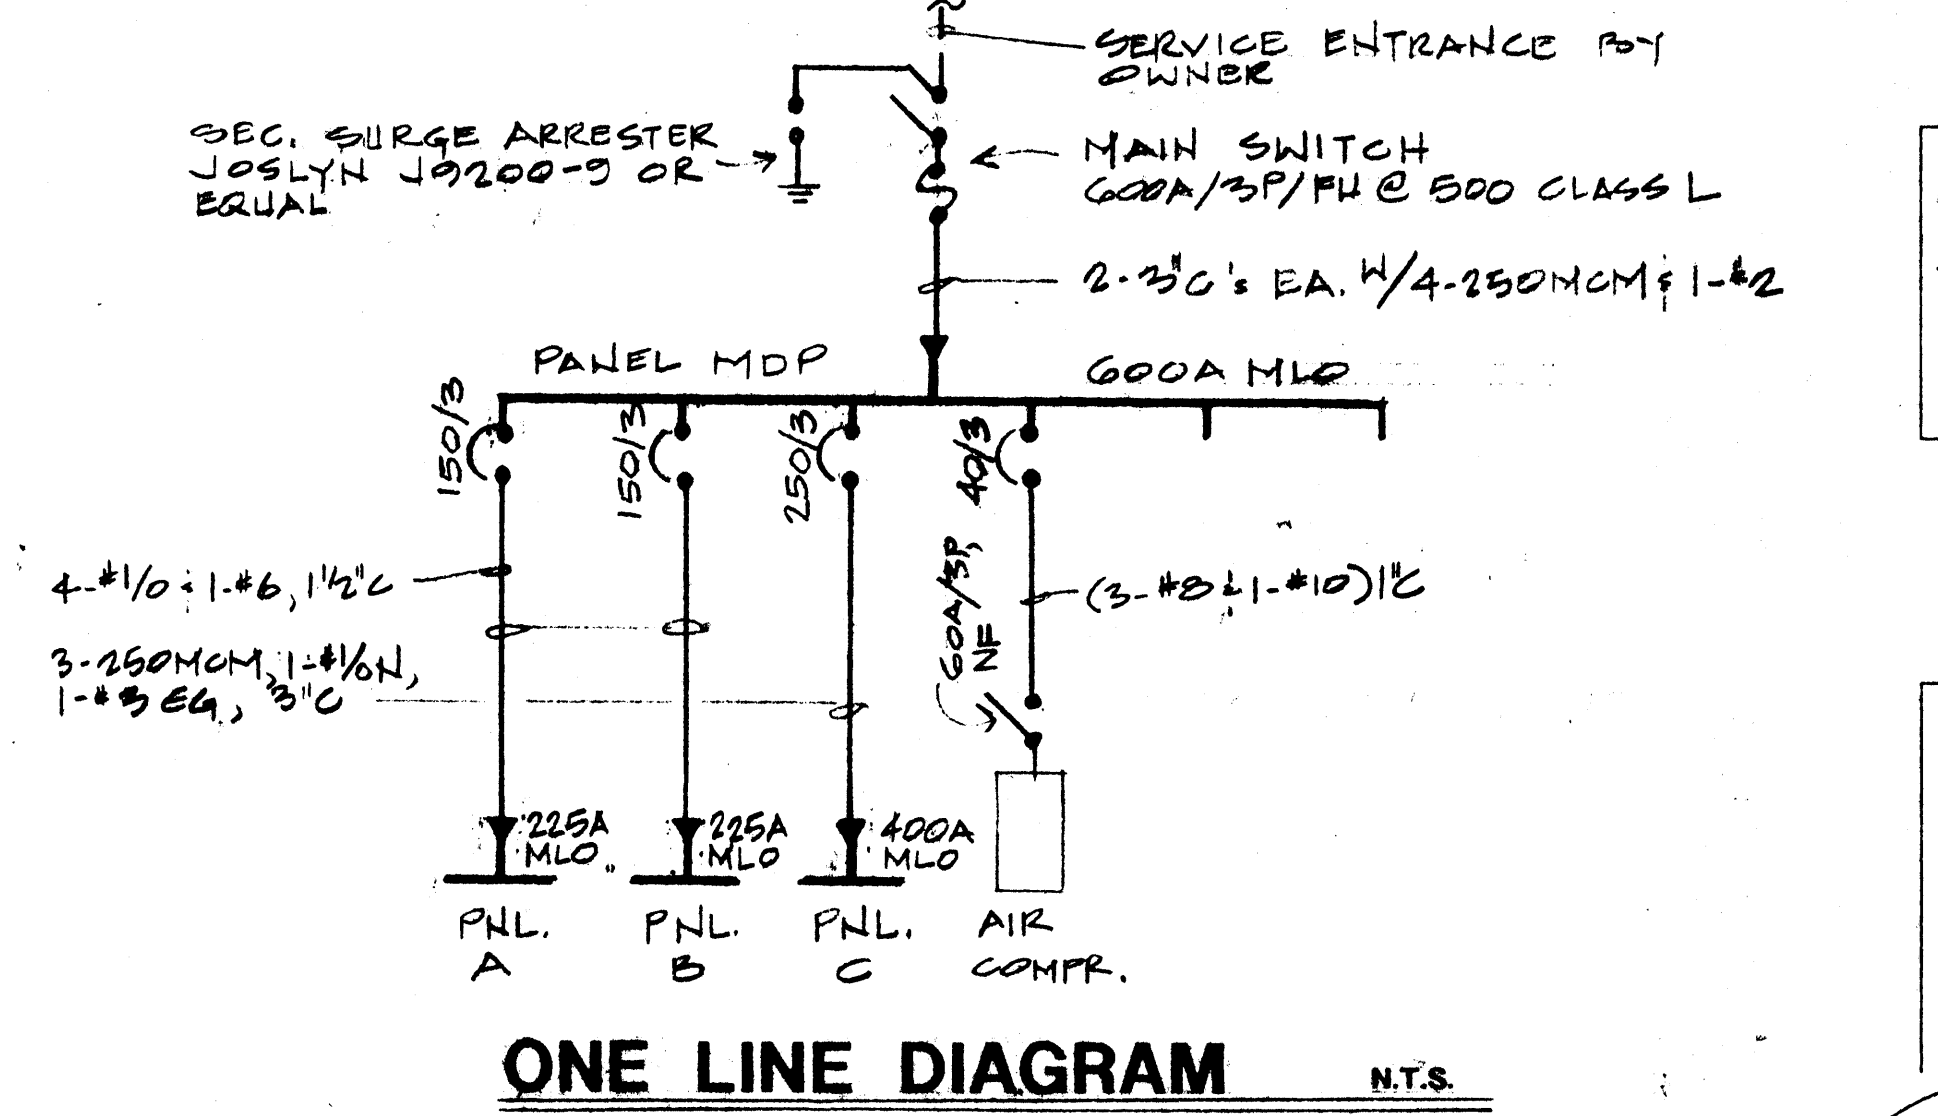 SERVICE ENTRANCE BY
OWNER
SEC. SURGE ARRESTER
JOSLYN J9200-9 OR
EQUAL
MAIN SWITCH
600A/3P/FU @ 500 CLASS L
2-3"C's EA. W/4-250MCM & 1-#2
PANEL MDP
600A MLO
150/3
150/3
250/3
40/3
60A/3P,
NF
4-#1/0 & 1-#6, 1 1/2"C
(3-#8 & 1-#10)1"C
3-250MCM, 1-#1/0N,
1-#3 EG, 3"C
225A
MLO
225A
MLO
400A
MLO
PNL.
A
PNL.
B
PNL.
C
AIR
COMPR.
ONE LINE DIAGRAM
N.T.S.